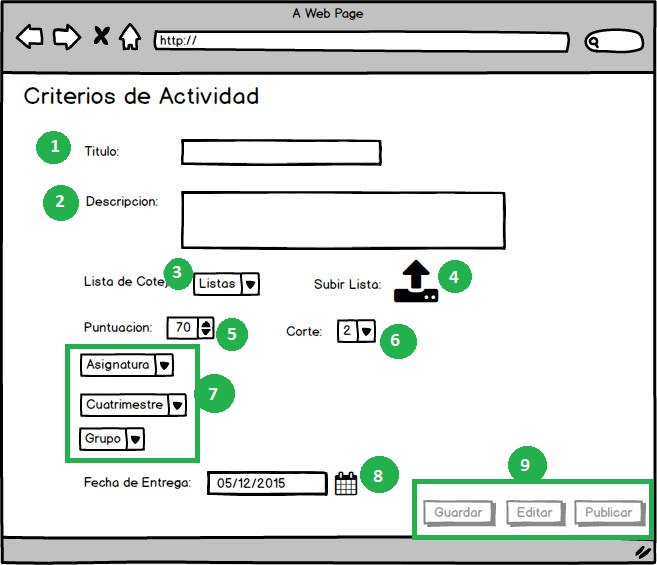 A Web Page
http://
Criterios de Actividad
1 Titulo:
2 Descripcion:
Lista de Cote 3 Listas Subir Lista: 4
Puntuacion: 70 5 Corte: 2 6
Asignatura
Cuatrimestre 7
Grupo
Fecha de Entrega: 05/12/2015 8
9
Guardar Editar Publicar